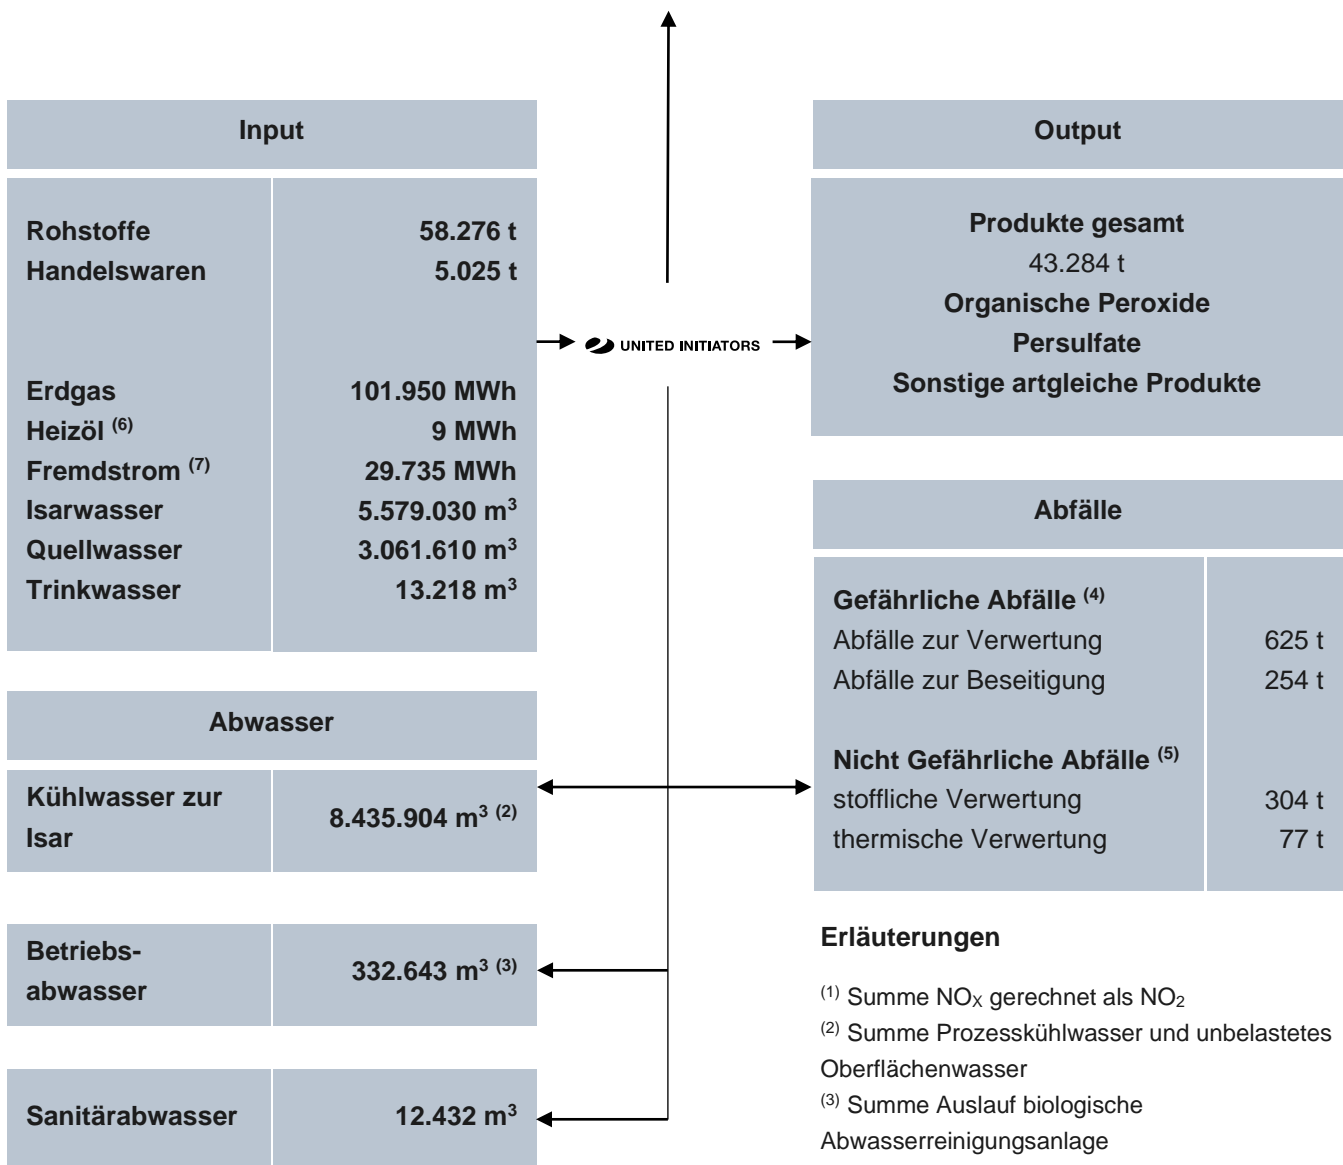 Input
Rohstoffe 58.276 t
Handelswaren 5.025 t
Erdgas 101.950 MWh
Heizöl (6) 9 MWh
Fremdstrom (7) 29.735 MWh
Isarwasser 5.579.030 m³
Quellwasser 3.061.610 m³
Trinkwasser 13.218 m³
UNITED INITIATORS
Output
Produkte gesamt
43.284 t
Organische Peroxide
Persulfate
Sonstige artgleiche Produkte
Abfälle
Gefährliche Abfälle (4)
Abfälle zur Verwertung 625 t
Abfälle zur Beseitigung 254 t
Nicht Gefährliche Abfälle (5)
stoffliche Verwertung 304 t
thermische Verwertung 77 t
Abwasser
Kühlwasser zur
Isar
8.435.904 m³ (2)
Betriebs-
abwasser
332.643 m³ (3)
Sanitärabwasser 12.432 m³
Erläuterungen
(1) Summe NOX gerechnet als NO₂
(2) Summe Prozesskühlwasser und unbelastetes
Oberflächenwasser
(3) Summe Auslauf biologische
Abwasserreinigungsanlage